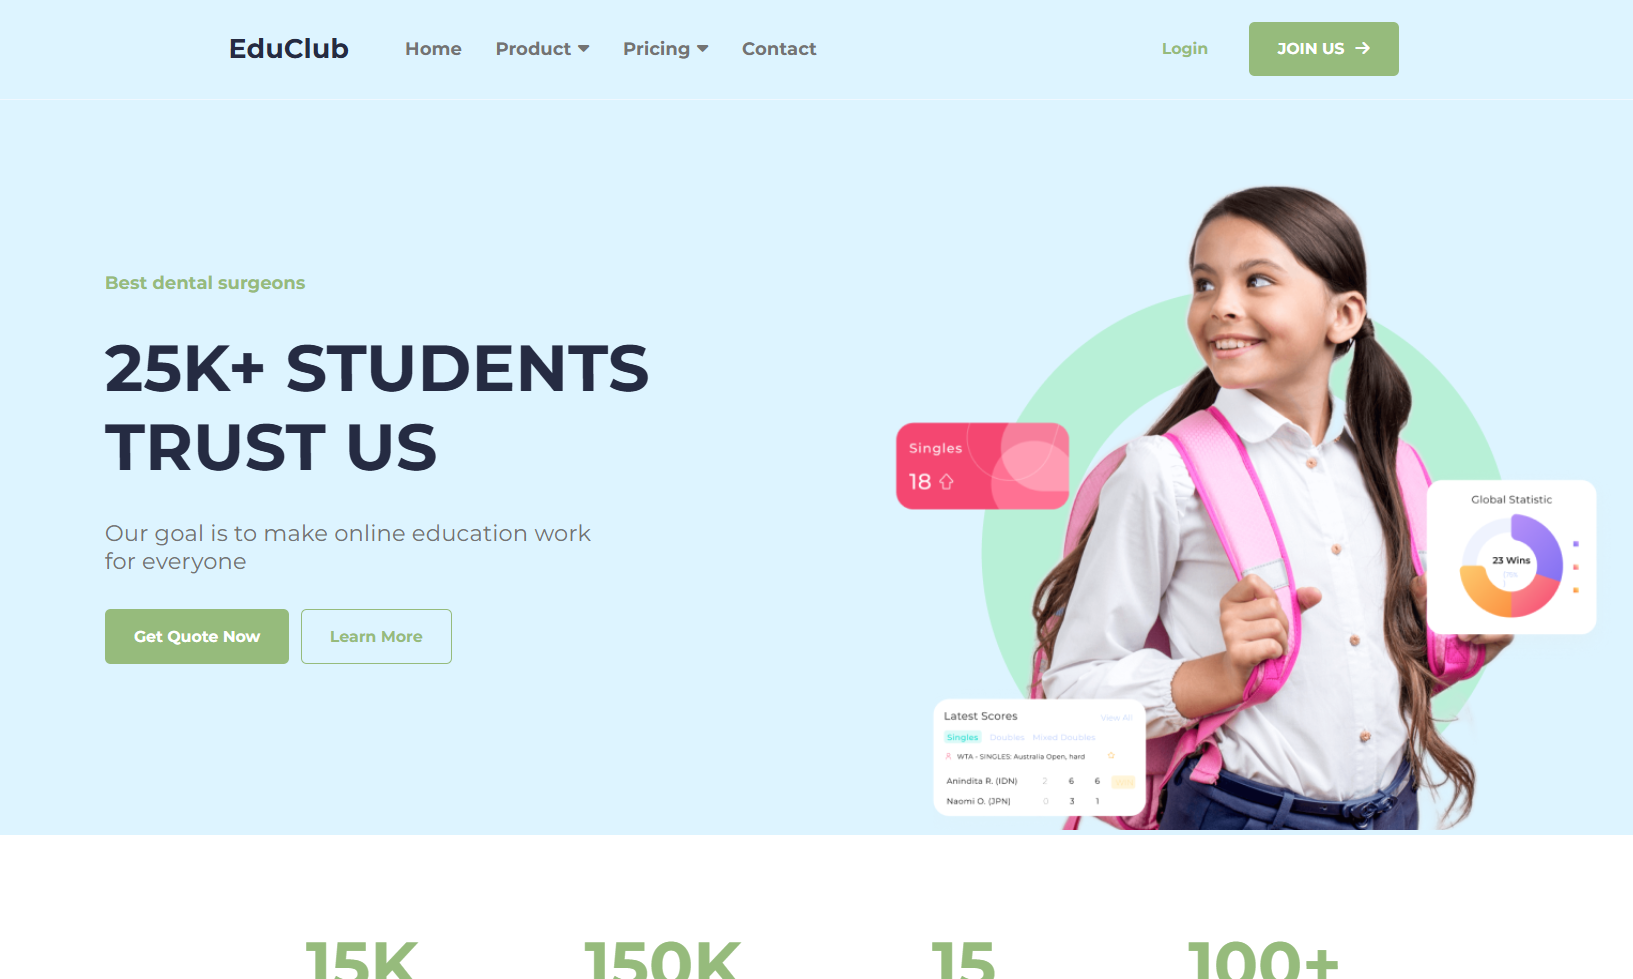 EduClub
Home
Product
Pricing
Contact
Login
JOIN US
Best dental surgeons
25K+ STUDENTS
TRUST US
Our goal is to make online education work
for everyone
Get Quote Now
Learn More
Singles
18
Global Statistic
23 Wins
Latest Scores
View All
Singles
Doubles
Mixed Doubles
WTA - SINGLES: Australia Open, hard
Anindita R. (IDN) 2 6 6
Naomi O. (JPN) 0 3 1
15K
150K
15
100+